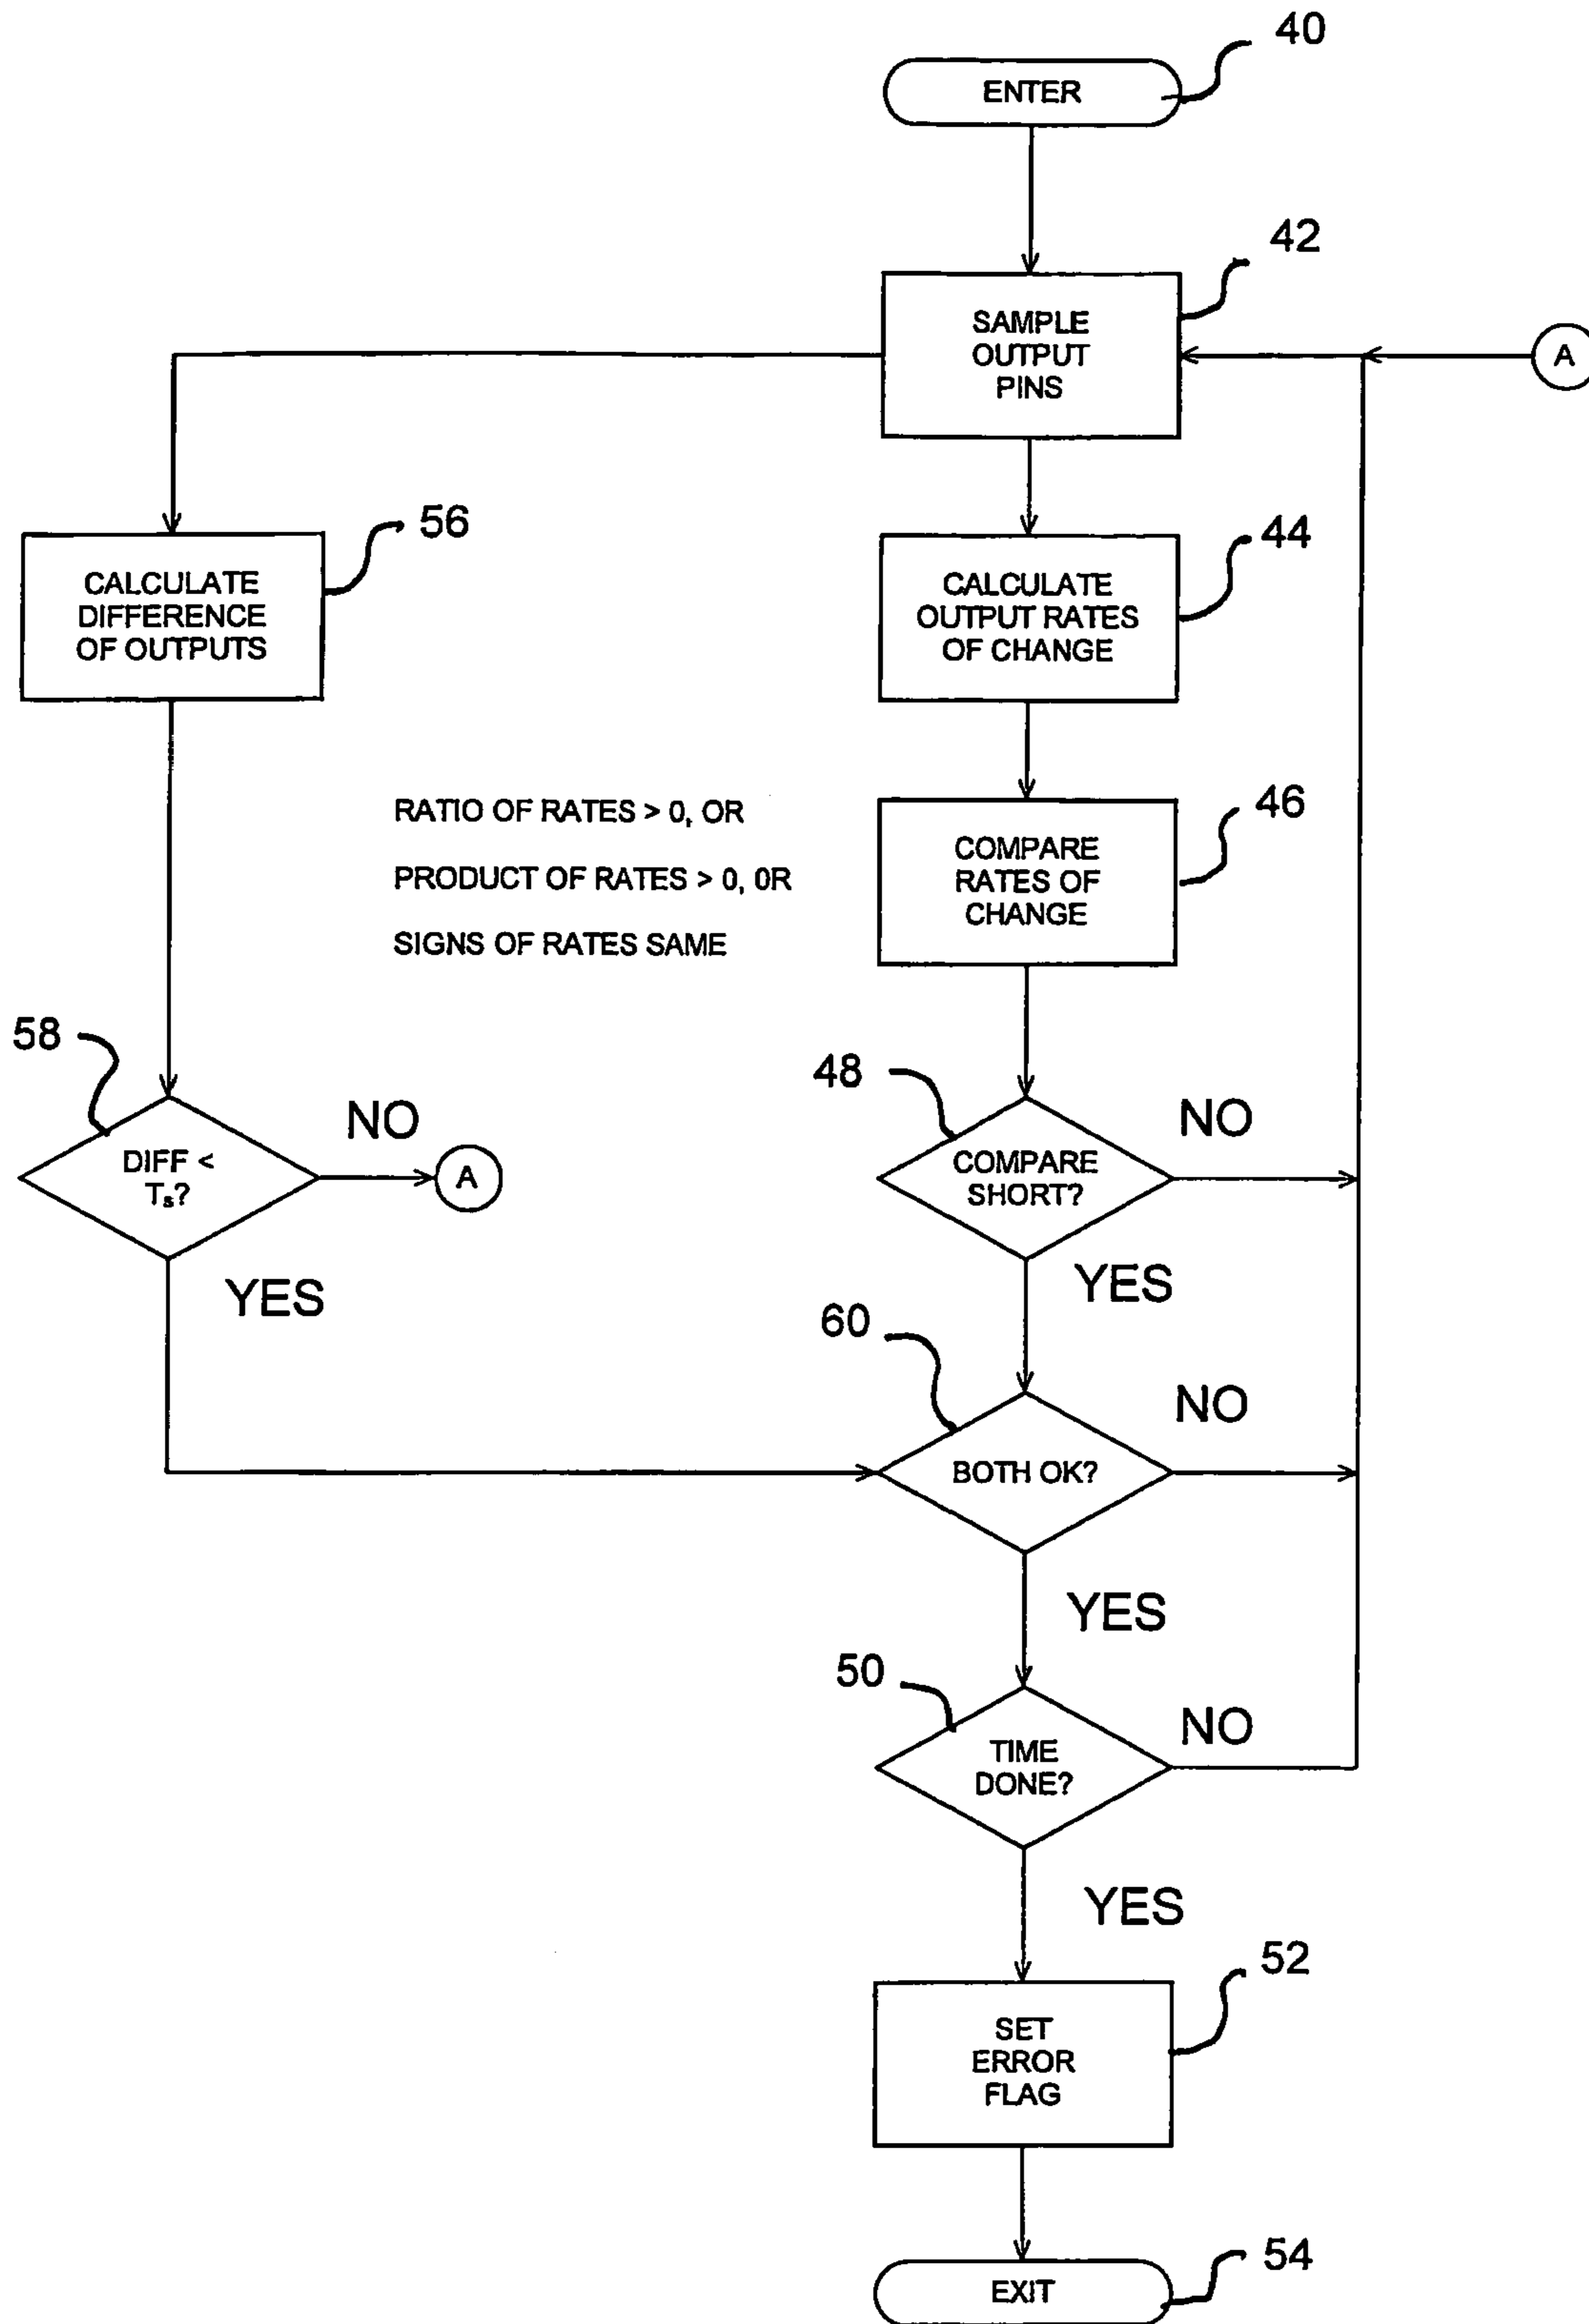 40
ENTER
42
SAMPLE
OUTPUT
PINS
A
56
CALCULATE
DIFFERENCE
OF OUTPUTS
44
CALCULATE
OUTPUT RATES
OF CHANGE
RATIO OF RATES > 0, OR
PRODUCT OF RATES > 0, OR
SIGNS OF RATES SAME
46
COMPARE
RATES OF
CHANGE
58
DIFF <
Ts?
NO
A
YES
48
COMPARE
SHORT?
NO
YES
60
BOTH OK?
NO
YES
50
TIME
DONE?
NO
YES
52
SET
ERROR
FLAG
EXIT
54